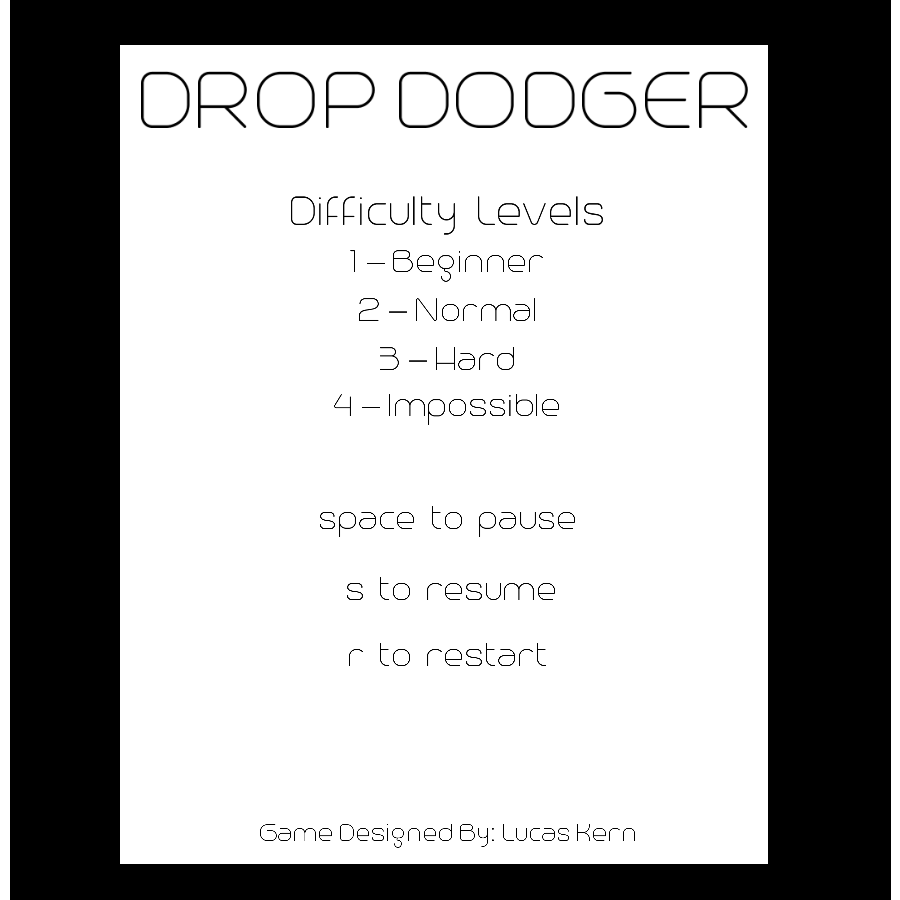 DROP DODGER
Difficulty Levels
1 – Beginner
2 – Normal
3 – Hard
4 – Impossible
space to pause
s to resume
r to restart
Game Designed By: Lucas Kern